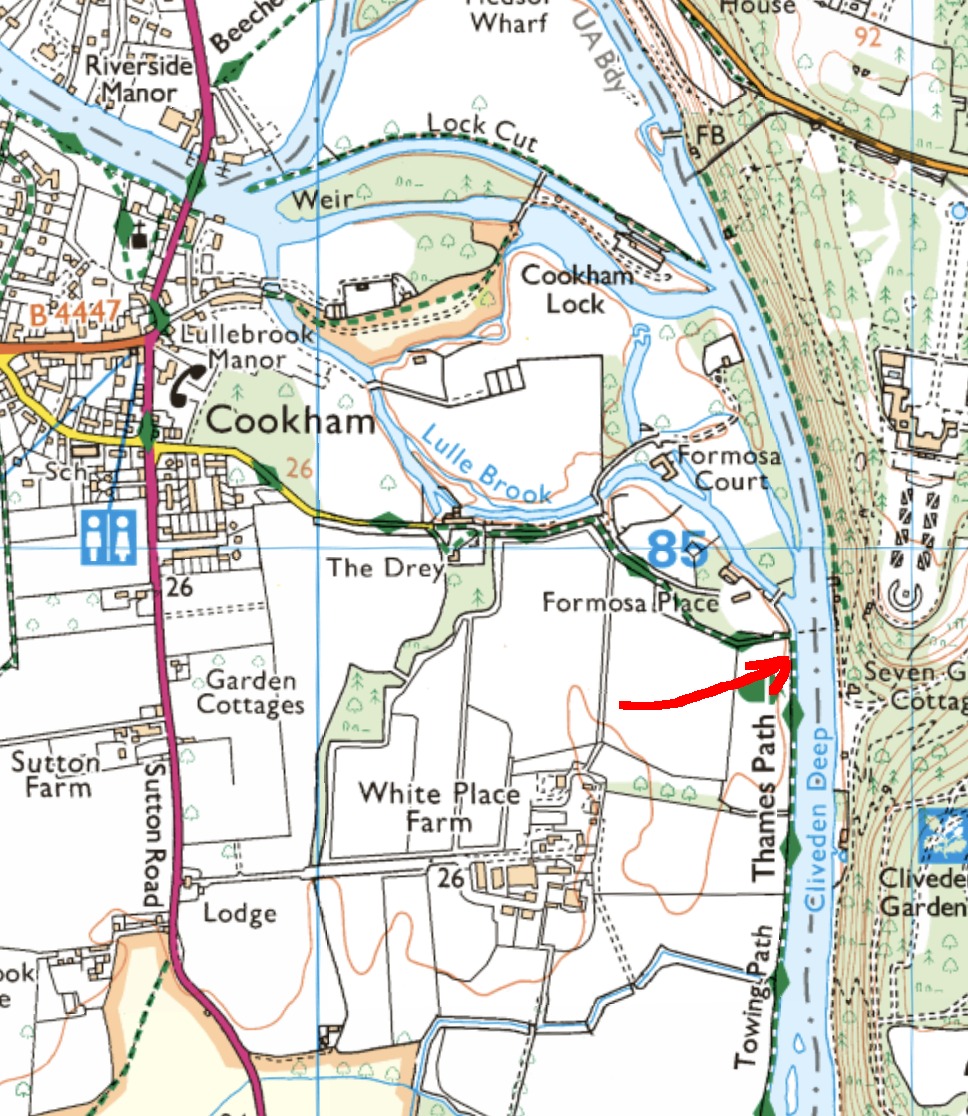 Beecho
Medsor
Wharf
House
92
Riverside
Manor
UA Bdy
Lock Cut
FB
Weir
B 4447
Cookham
Lock
Lullebrook
Manor
Cookham
26
Sch
Lulle Brook
Formosa
Court
85
The Drey
26
Formosa Place
Seven G
Cottag
Garden
Cottages
Sutton
Farm
Sutton Road
White Place
Farm
Thames Path
Cliveden Deep
26
Lodge
Clivede
Garden
Towing Path
ook
e